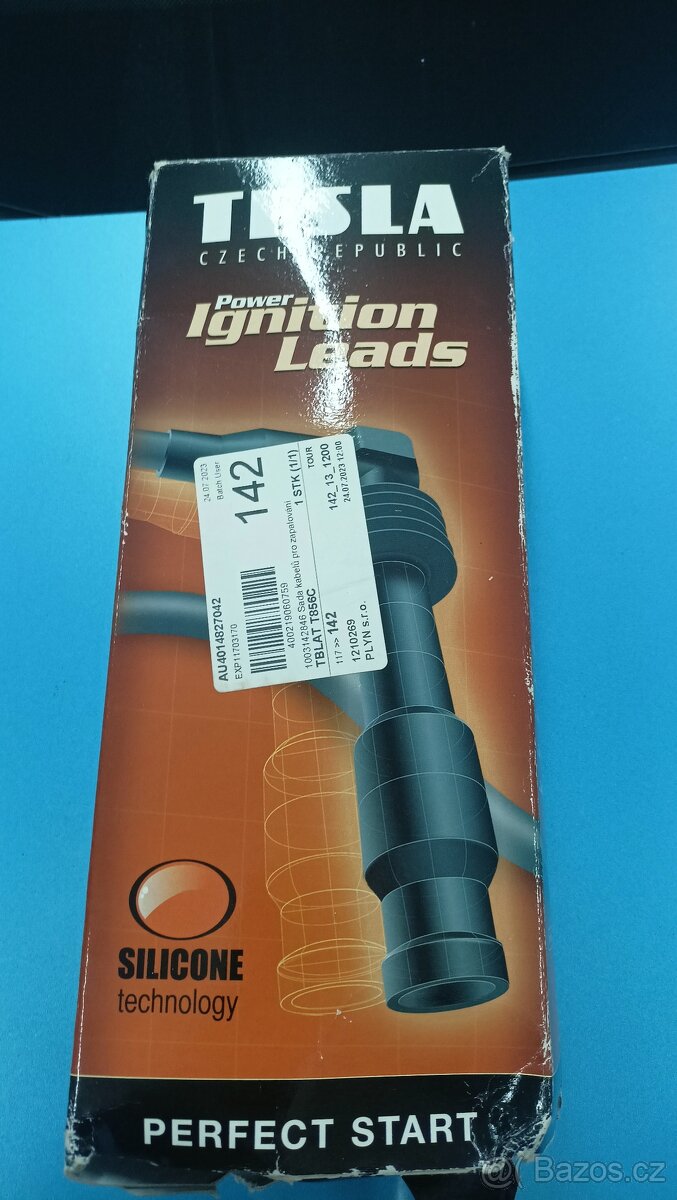 TESLA
CZECH REPUBLIC
Power
Ignition
Leads
24.07.2023
Batch User
142
1 STK (1/1)
TOUR
142_13_1200
24.07.2023 12:00
AU4014827042
EXP11703170
400219060759
1003142846 Sada kabelů pro zapalování
TBLAT T856C
117 >> 142
1210269
PLYN s.r.o.
SILICONE
technology
PERFECT START
Bazos.cz